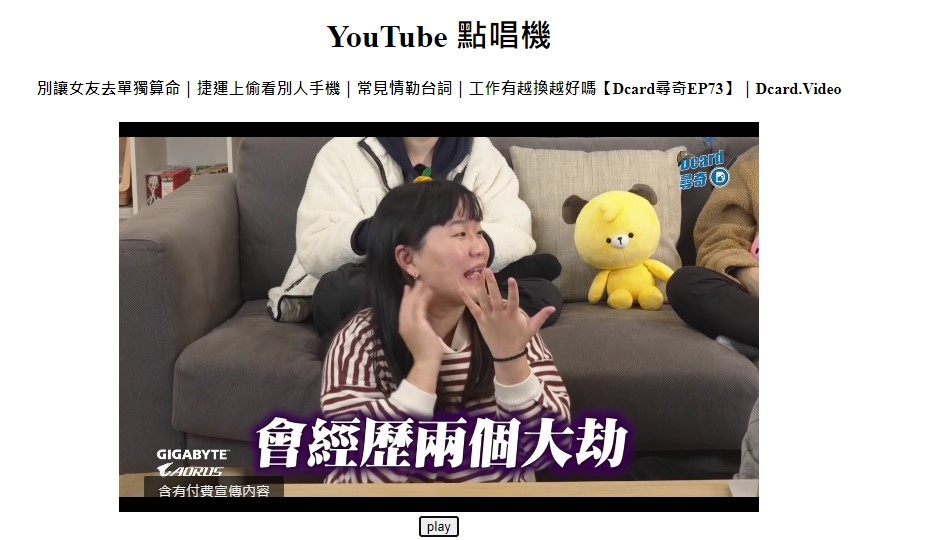 YouTube 點唱機
別讓女友去單獨算命｜捷運上偷看別人手機｜常見情勒台詞｜工作有越換越好嗎【Dcard尋奇EP73】｜Dcard.Video
Dcard
尋奇
會經歷兩個大劫
GIGABYTE™
AORUS
含有付費宣傳內容
play